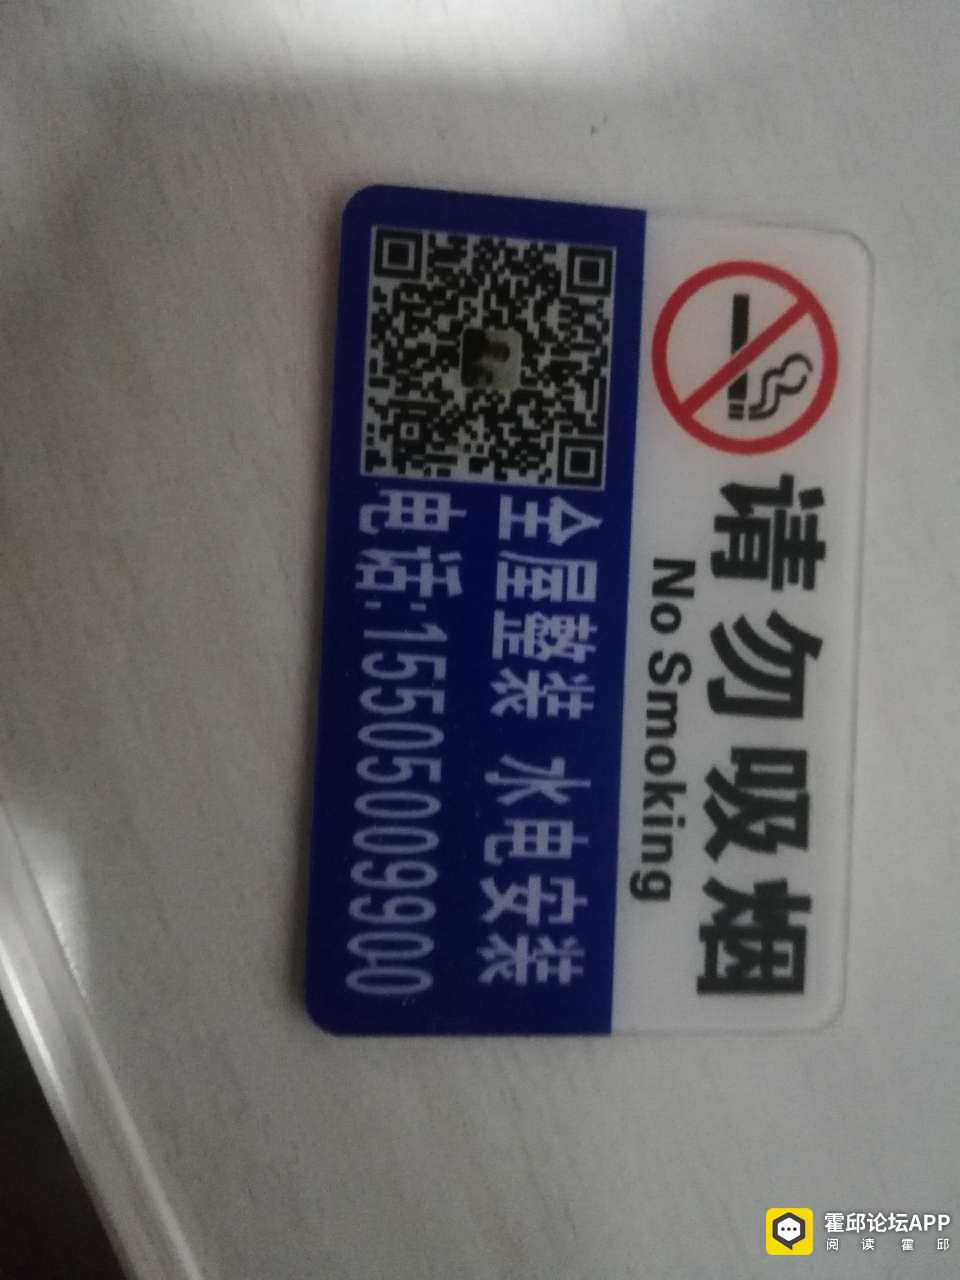 请勿吸烟
No Smoking
全屋整装 水电安装
电话:15505009900
霍邱论坛APP
阅读霍邱